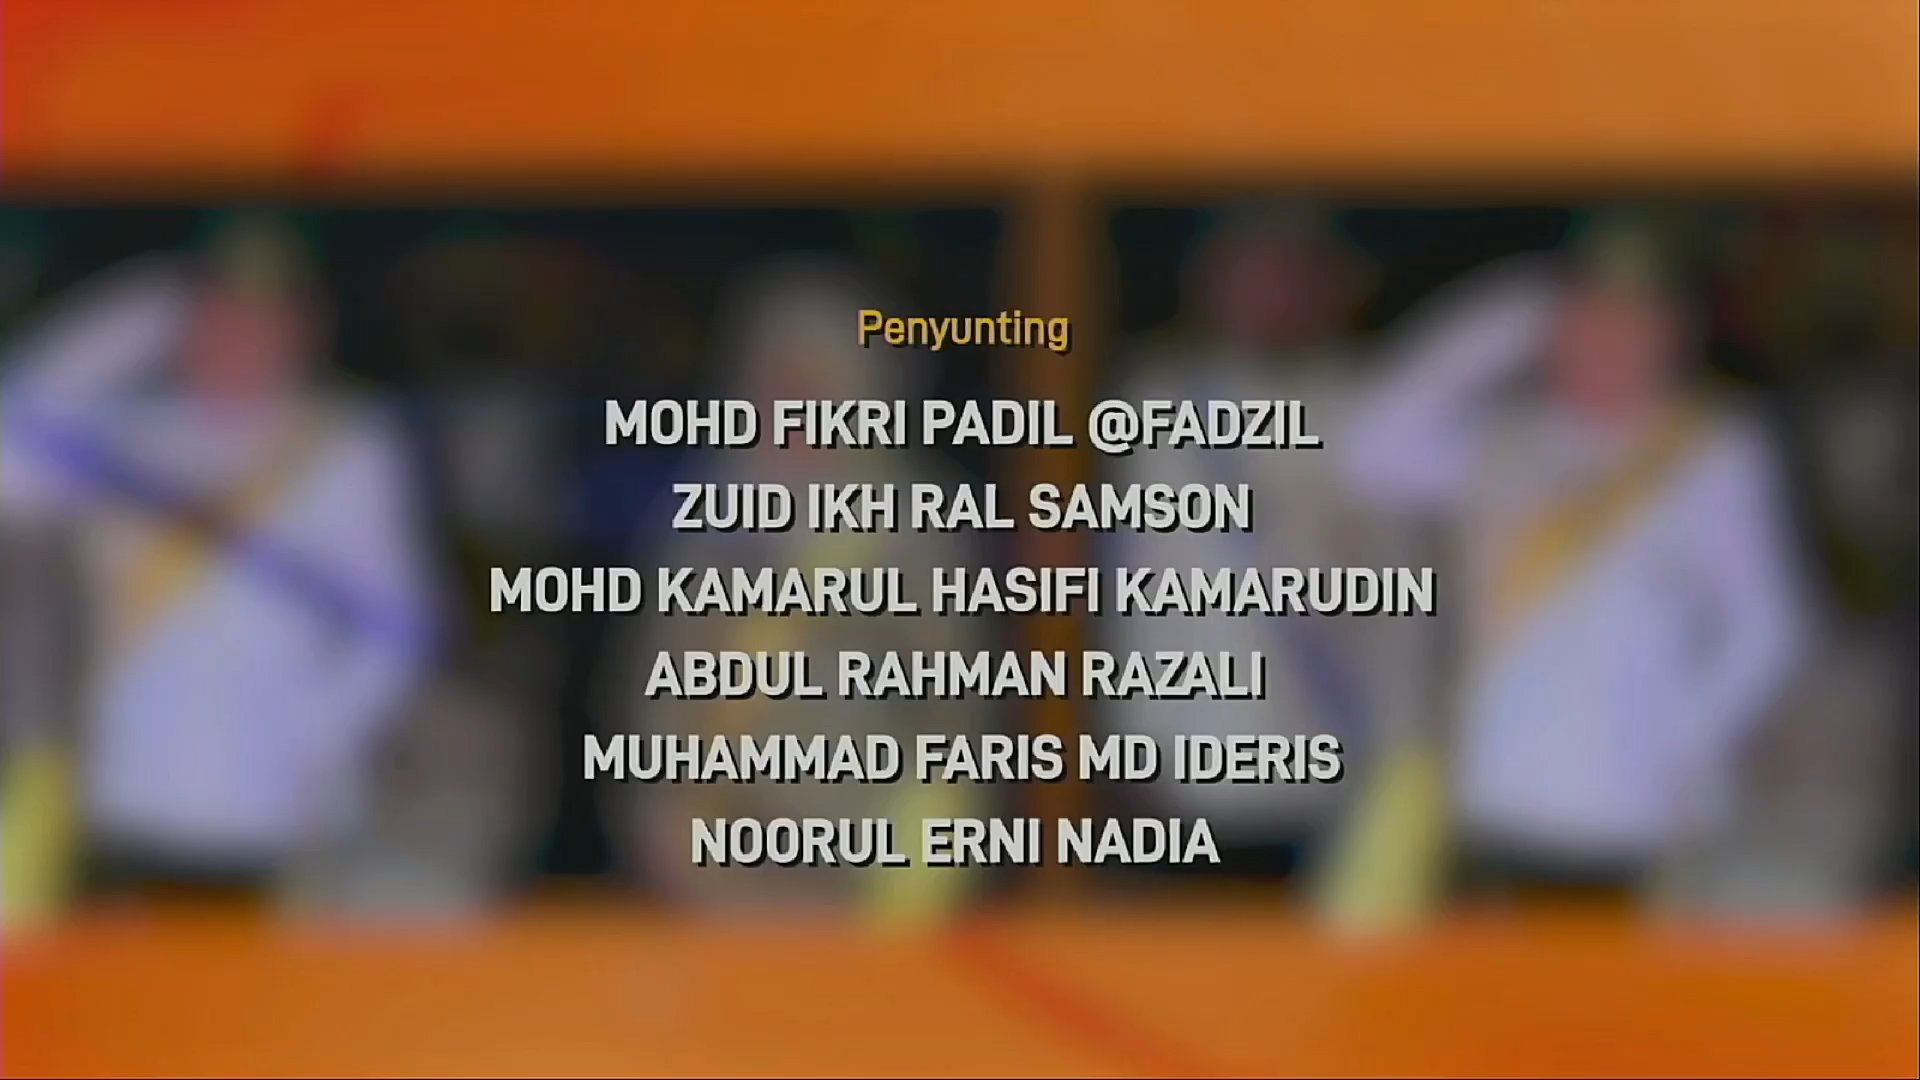 Penyunting
MOHD FIKRI PADIL @FADZIL
ZUID IKH RAL SAMSON
MOHD KAMARUL HASIFI KAMARUDIN
ABDUL RAHMAN RAZALI
MUHAMMAD FARIS MD IDERIS
NOORUL ERNI NADIA